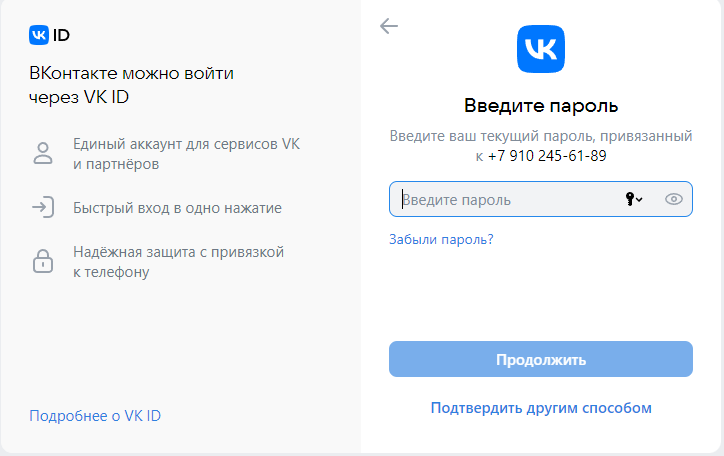 VK ID
ВКонтакте можно войти
через VK ID
Единый аккаунт для сервисов VK
и партнёров
Быстрый вход в одно нажатие
Надёжная защита с привязкой
к телефону
Подробнее о VK ID
VK
Введите пароль
Введите ваш текущий пароль, привязанный
к +7 910 245-61-89
Введите пароль
Забыли пароль?
Продолжить
Подтвердить другим способом